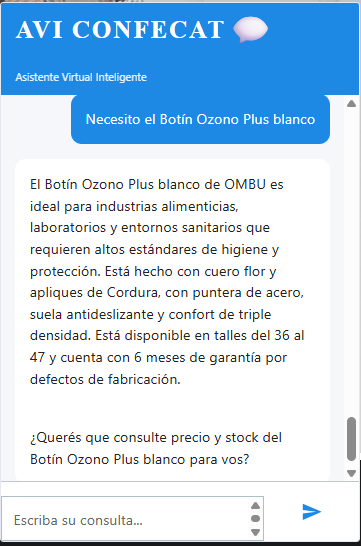 AVI CONFECAT
Asistente Virtual Inteligente
Necesito el Botín Ozono Plus blanco
El Botín Ozono Plus blanco de OMBU es
ideal para industrias alimenticias,
laboratorios y entornos sanitarios que
requieren altos estándares de higiene y
protección. Está hecho con cuero flor y
apliques de Cordura, con puntera de acero,
suela antideslizante y confort de triple
densidad. Está disponible en talles del 36 al
47 y cuenta con 6 meses de garantía por
defectos de fabricación.
¿Querés que consulte precio y stock del
Botín Ozono Plus blanco para vos?
Escriba su consulta...